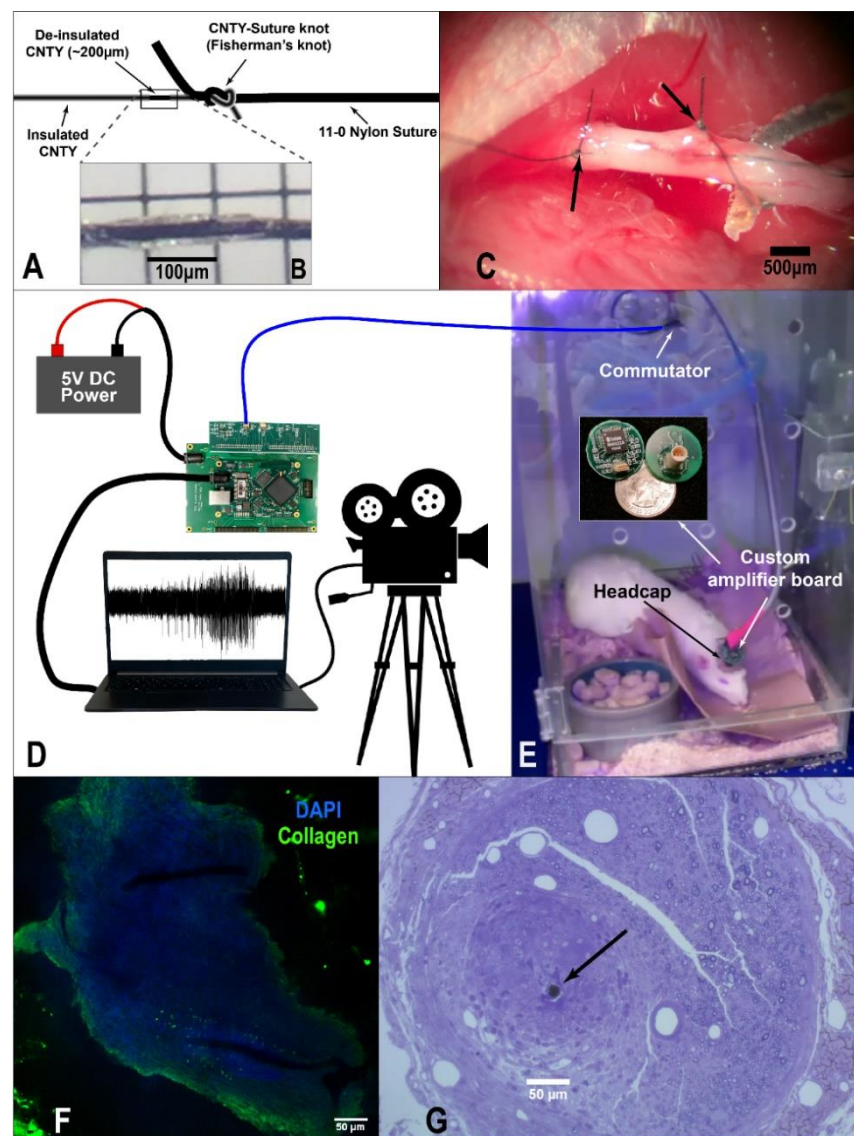 De-insulated
CNTY (~200µm)
CNTY-Suture knot
(Fisherman's knot)
Insulated
CNTY
11-0 Nylon Suture
100µm
A
B
C
500µm
5V DC
Power
D
Commutator
Custom
amplifier board
Headcap
E
DAPI
Collagen
50 µm
F
50 µm
G